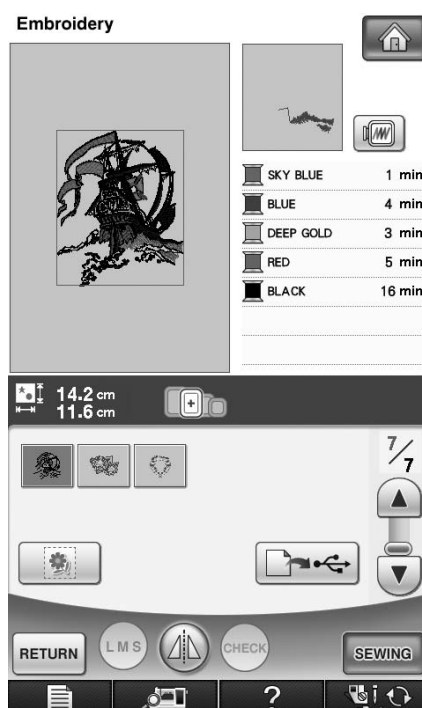 Embroidery
SKY BLUE 1 min
BLUE 4 min
DEEP GOLD 3 min
RED 5 min
BLACK 16 min
14.2 cm
11.6 cm
7/7
RETURN
L M S
CHECK
SEWING
?